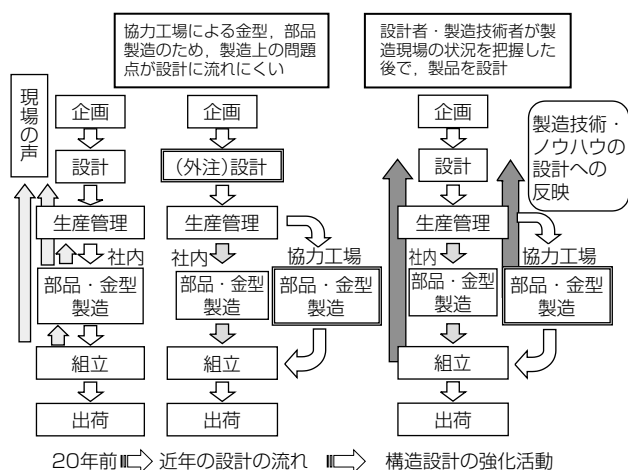 協力工場による金型，部品
製造のため，製造上の問題
点が設計に流れにくい
設計者・製造技術者が製
造現場の状況を把握した
後で，製品を設計
現場の声
企画
設計
生産管理
社内
部品・金型
製造
組立
出荷
企画
(外注)設計
生産管理
社内
協力工場
部品・金型
製造
部品・金型
製造
組立
出荷
企画
設計
生産管理
社内
協力工場
部品・金型
製造
部品・金型
製造
組立
出荷
製造技術・
ノウハウの
設計への
反映
20年前
近年の設計の流れ
構造設計の強化活動